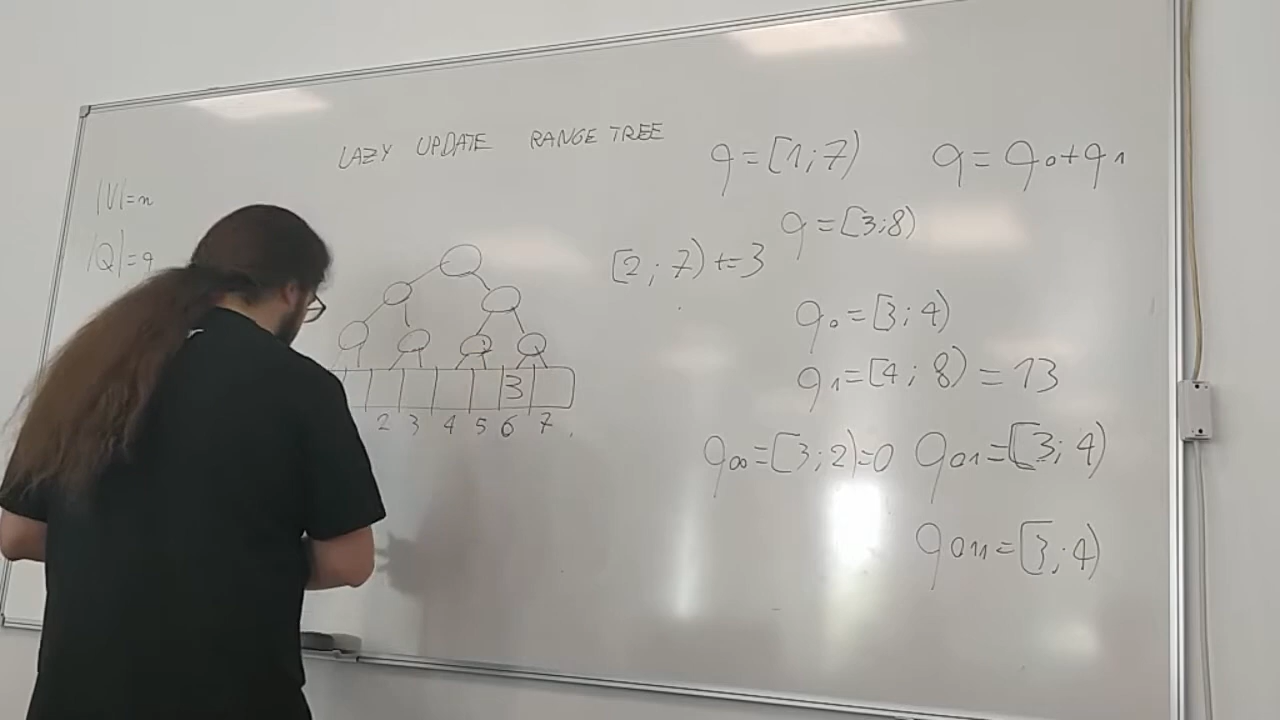 LAZY UPDATE RANGE TREE
|V|=n
|Q|=q
3
2 3 4 5 6 7
[2;7)+=3
q=[1;7) q=q0+q1
q=[3;8)
q0=[3;4)
q1=[4;8)=13
q00=[3;2)=0 q01=[3;4)
q011=[3;4)